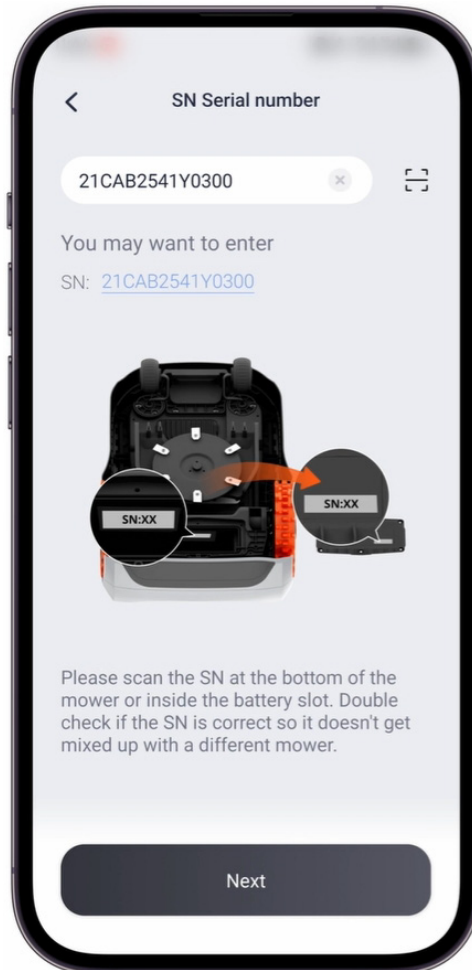 SN Serial number
21CAB2541Y0300
You may want to enter
SN: 21CAB2541Y0300
SN:XX
SN:XX
Please scan the SN at the bottom of the
mower or inside the battery slot. Double
check if the SN is correct so it doesn't get
mixed up with a different mower.
Next